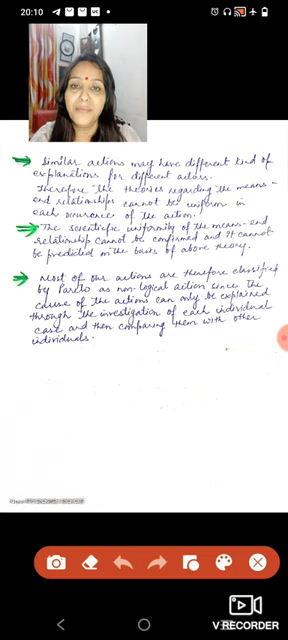 20:10
Similar actions may have different kind of
explanations for different actors.
Therefore the theories regarding the means-
end relationships cannot be uniform in
each occurence of the action.
The scientific uniformity of the means-end
relationship cannot be confirmed and it cannot
be predicted on the basis of above theory.
Most of our actions are therefore classified
by Pareto as non-logical action since the
cause of the actions can only be explained
through the investigation of each individual
case and then comparing them with other
individuals.
V RECORDER